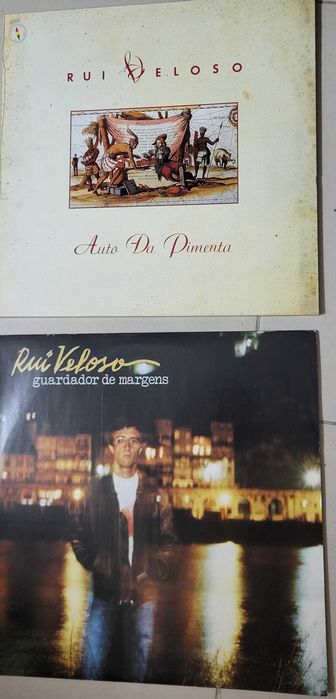 RUI VELOSO
Auto Da Pimenta
Rui Veloso
guardador de margens